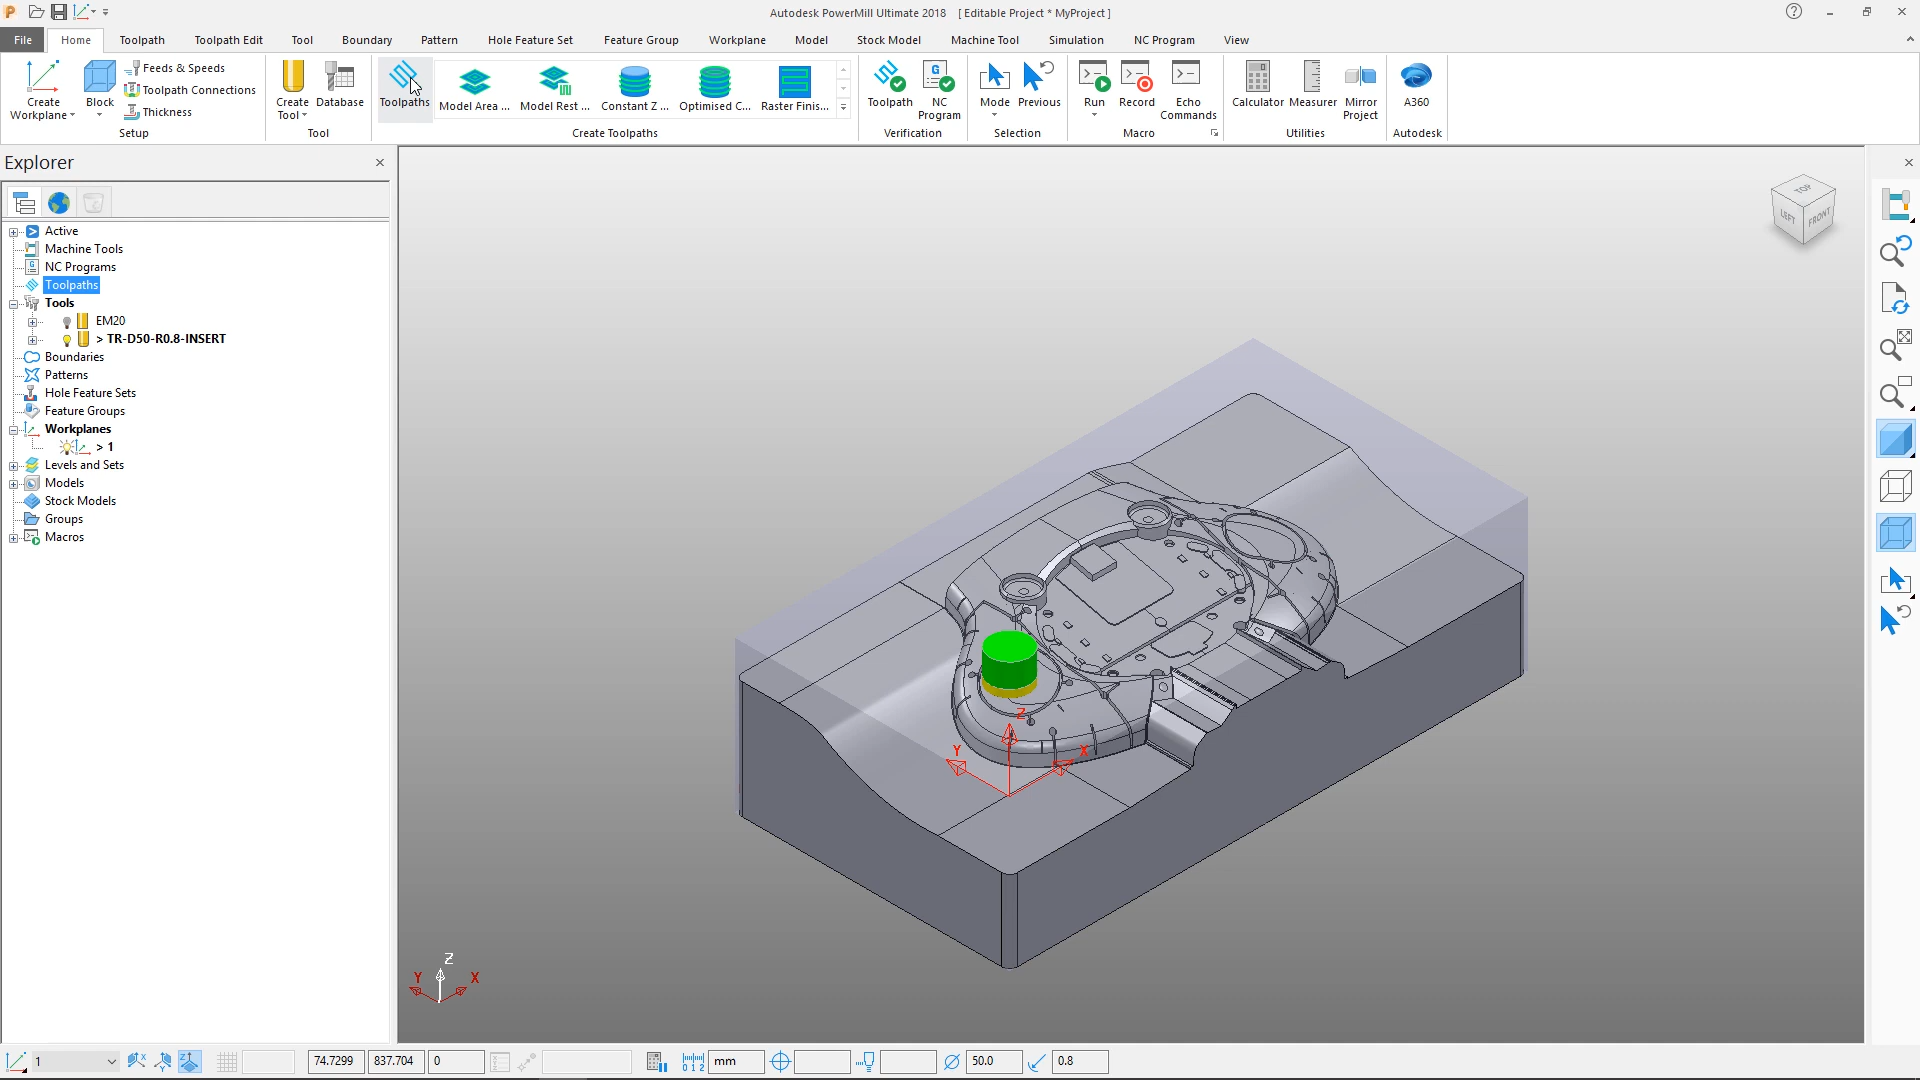 Autodesk PowerMill Ultimate 2018 [ Editable Project * MyProject ]
File Home Toolpath Toolpath Edit Tool Boundary Pattern Hole Feature Set Feature Group Workplane Model Stock Model Machine Tool Simulation NC Program View
Create Workplane
Block
Feeds & Speeds
Toolpath Connections
Thickness
Setup
Create Tool
Database
Tool
Toolpaths
Model Area ...
Model Rest ...
Constant Z ...
Optimised C...
Raster Finis...
Create Toolpaths
Toolpath
NC Program
Verification
Mode
Previous
Selection
Run
Record
Echo Commands
Macro
Calculator
Measurer
Mirror Project
Utilities
A360
Autodesk
Explorer
Active
Machine Tools
NC Programs
Toolpaths
Tools
EM20
> TR-D50-R0.8-INSERT
Boundaries
Patterns
Hole Feature Sets
Feature Groups
Workplanes
> 1
Levels and Sets
Models
Stock Models
Groups
Macros
TOP
LEFT
FRONT
Z
Y
X
Z
Y
X
1 74.7299 837.704 0 mm 50.0 0.8